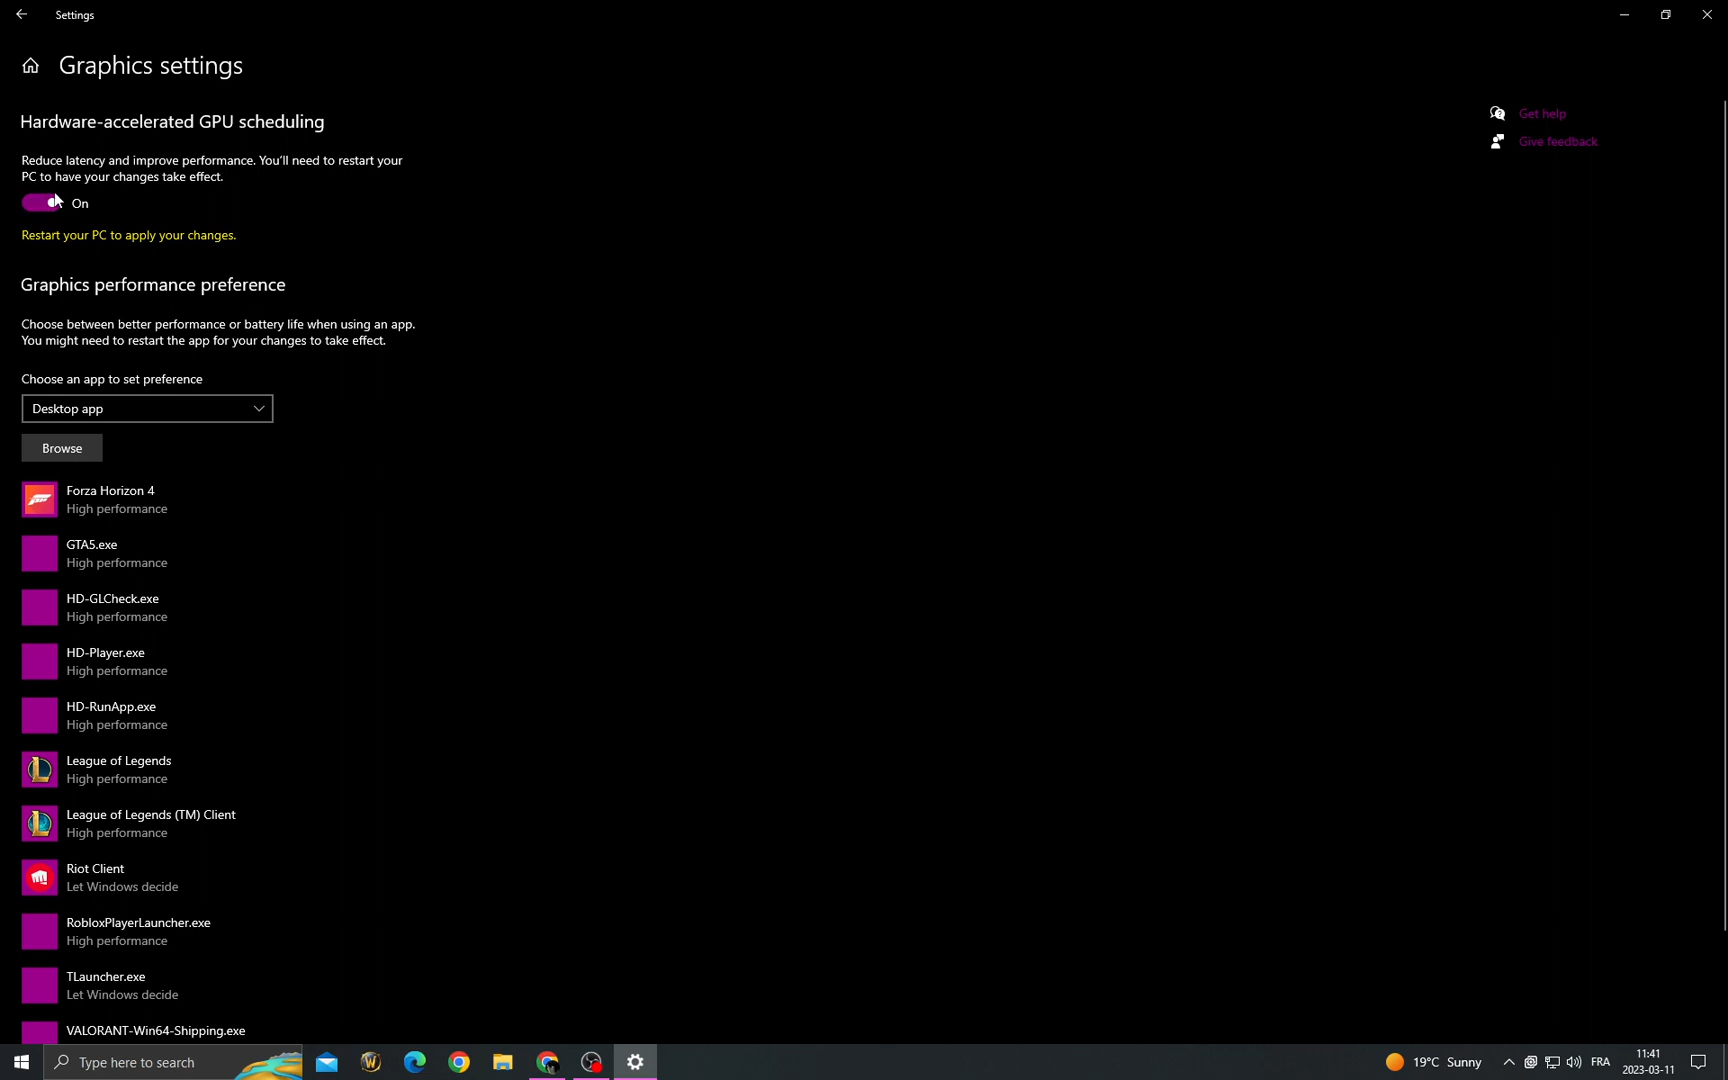 Settings
Graphics settings
Hardware-accelerated GPU scheduling
Get help
Give feedback
Reduce latency and improve performance. You'll need to restart your
PC to have your changes take effect.
On
Restart your PC to apply your changes.
Graphics performance preference
Choose between better performance or battery life when using an app.
You might need to restart the app for your changes to take effect.
Choose an app to set preference
Desktop app
Browse
Forza Horizon 4
High performance
GTA5.exe
High performance
HD-GLCheck.exe
High performance
HD-Player.exe
High performance
HD-RunApp.exe
High performance
League of Legends
High performance
League of Legends (TM) Client
High performance
Riot Client
Let Windows decide
RobloxPlayerLauncher.exe
High performance
TLauncher.exe
Let Windows decide
VALORANT-Win64-Shipping.exe
Type here to search
19°C Sunny
FRA
11:41
2023-03-11